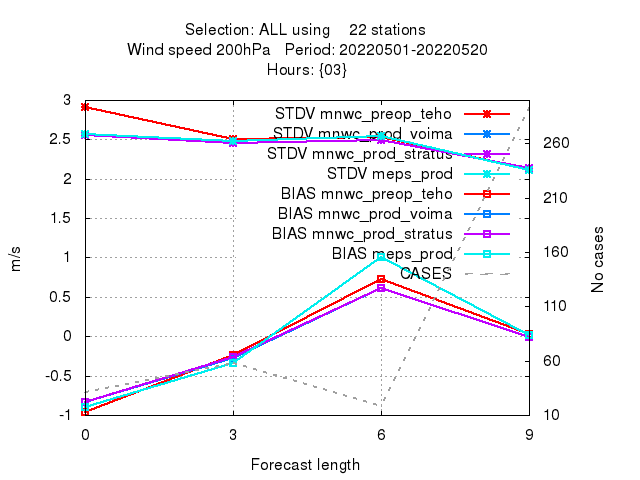 Selection: ALL using 22 stations
Wind speed 200hPa Period: 20220501-20220520
Hours: {03}
3
2.5
2
1.5
1
0.5
0
-0.5
-1
m/s
STDV mnwc_preop_teho
STDV mnwc_prod_voima
STDV mnwc_prod_stratus
STDV meps_prod
BIAS mnwc_preop_teho
BIAS mnwc_prod_voima
BIAS mnwc_prod_stratus
BIAS meps_prod
CASES
260
210
160
110
60
10
No cases
0 3 6 9
Forecast length